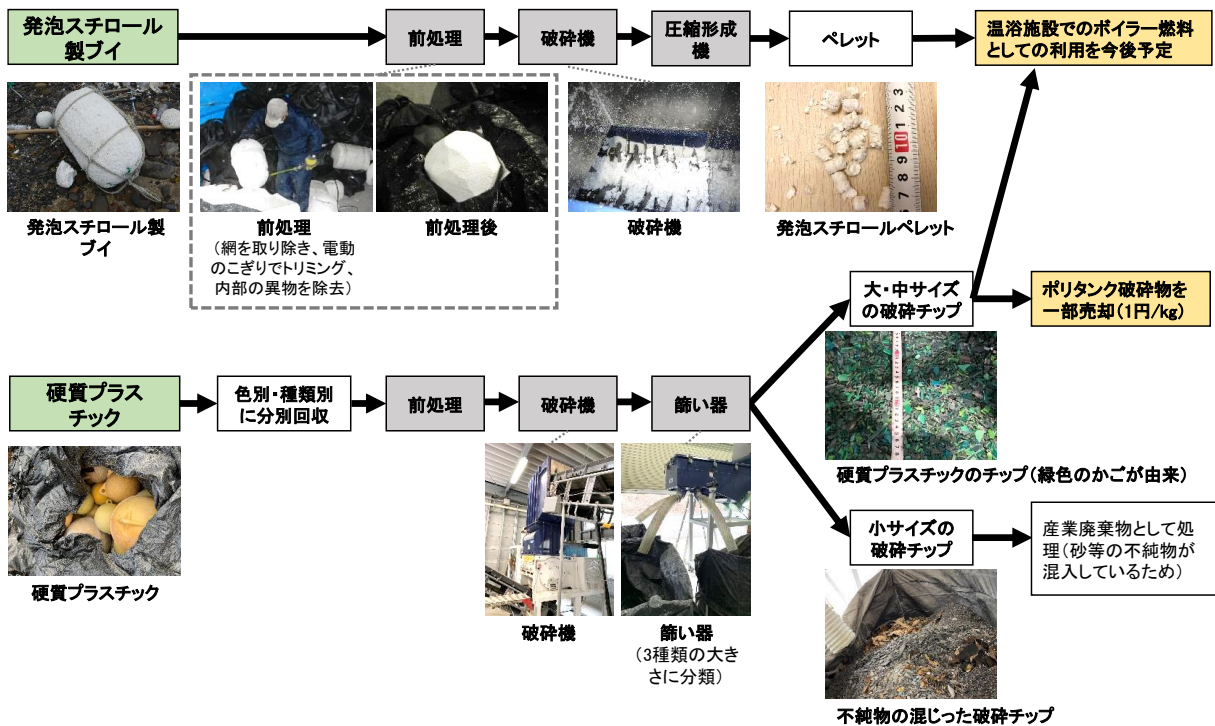 発泡スチロール
製ブイ
前処理
破砕機
圧縮形成
機
ペレット
温浴施設でのボイラー燃料
としての利用を今後予定
発泡スチロール製
ブイ
前処理
(網を取り除き、電動
のこぎりでトリミング、
内部の異物を除去)
前処理後
破砕機
発泡スチロールペレット
大・中サイズ
の破砕チップ
ポリタンク破砕物を
一部売却(1円/kg)
硬質プラス
チック
色別・種類別
に分別回収
前処理
破砕機
篩い器
硬質プラスチックのチップ(緑色のかごが由来)
小サイズの
破砕チップ
産業廃棄物として処
理(砂等の不純物が
混入しているため)
硬質プラスチック
破砕機
篩い器
(3種類の大き
さに分類)
不純物の混じった破砕チップ